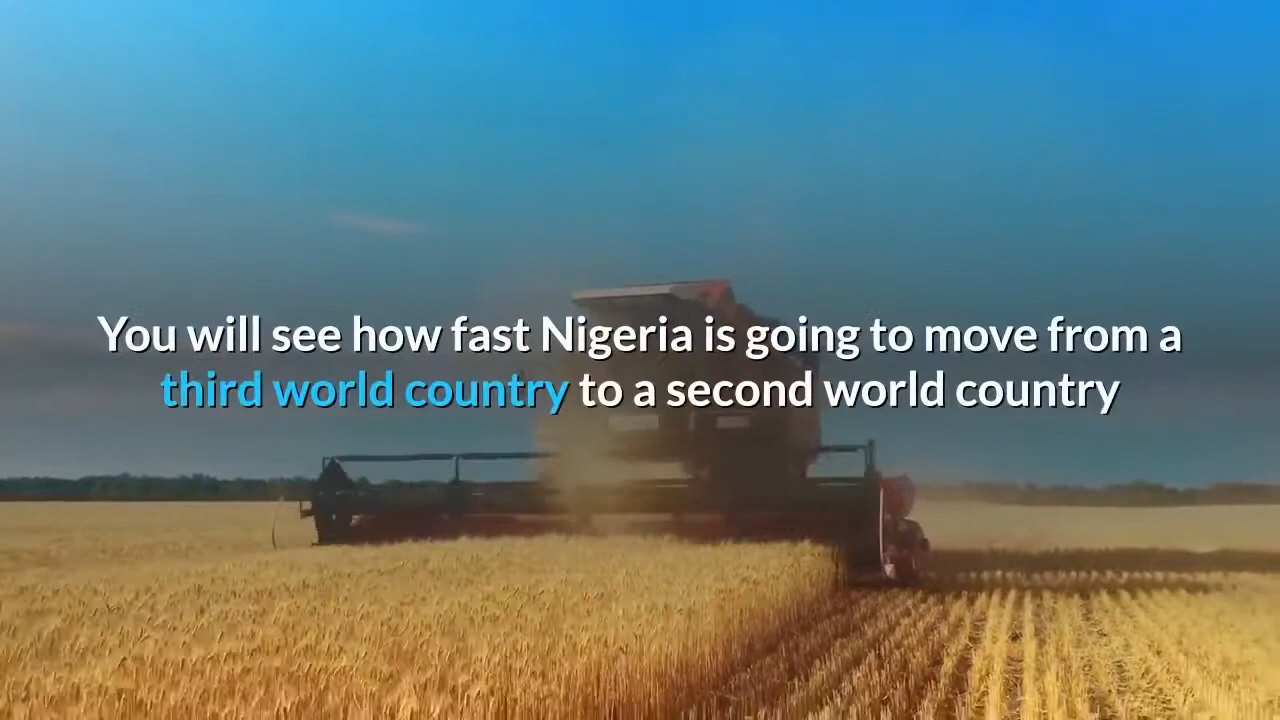 You will see how fast Nigeria is going to move from a
third world country to a second world country